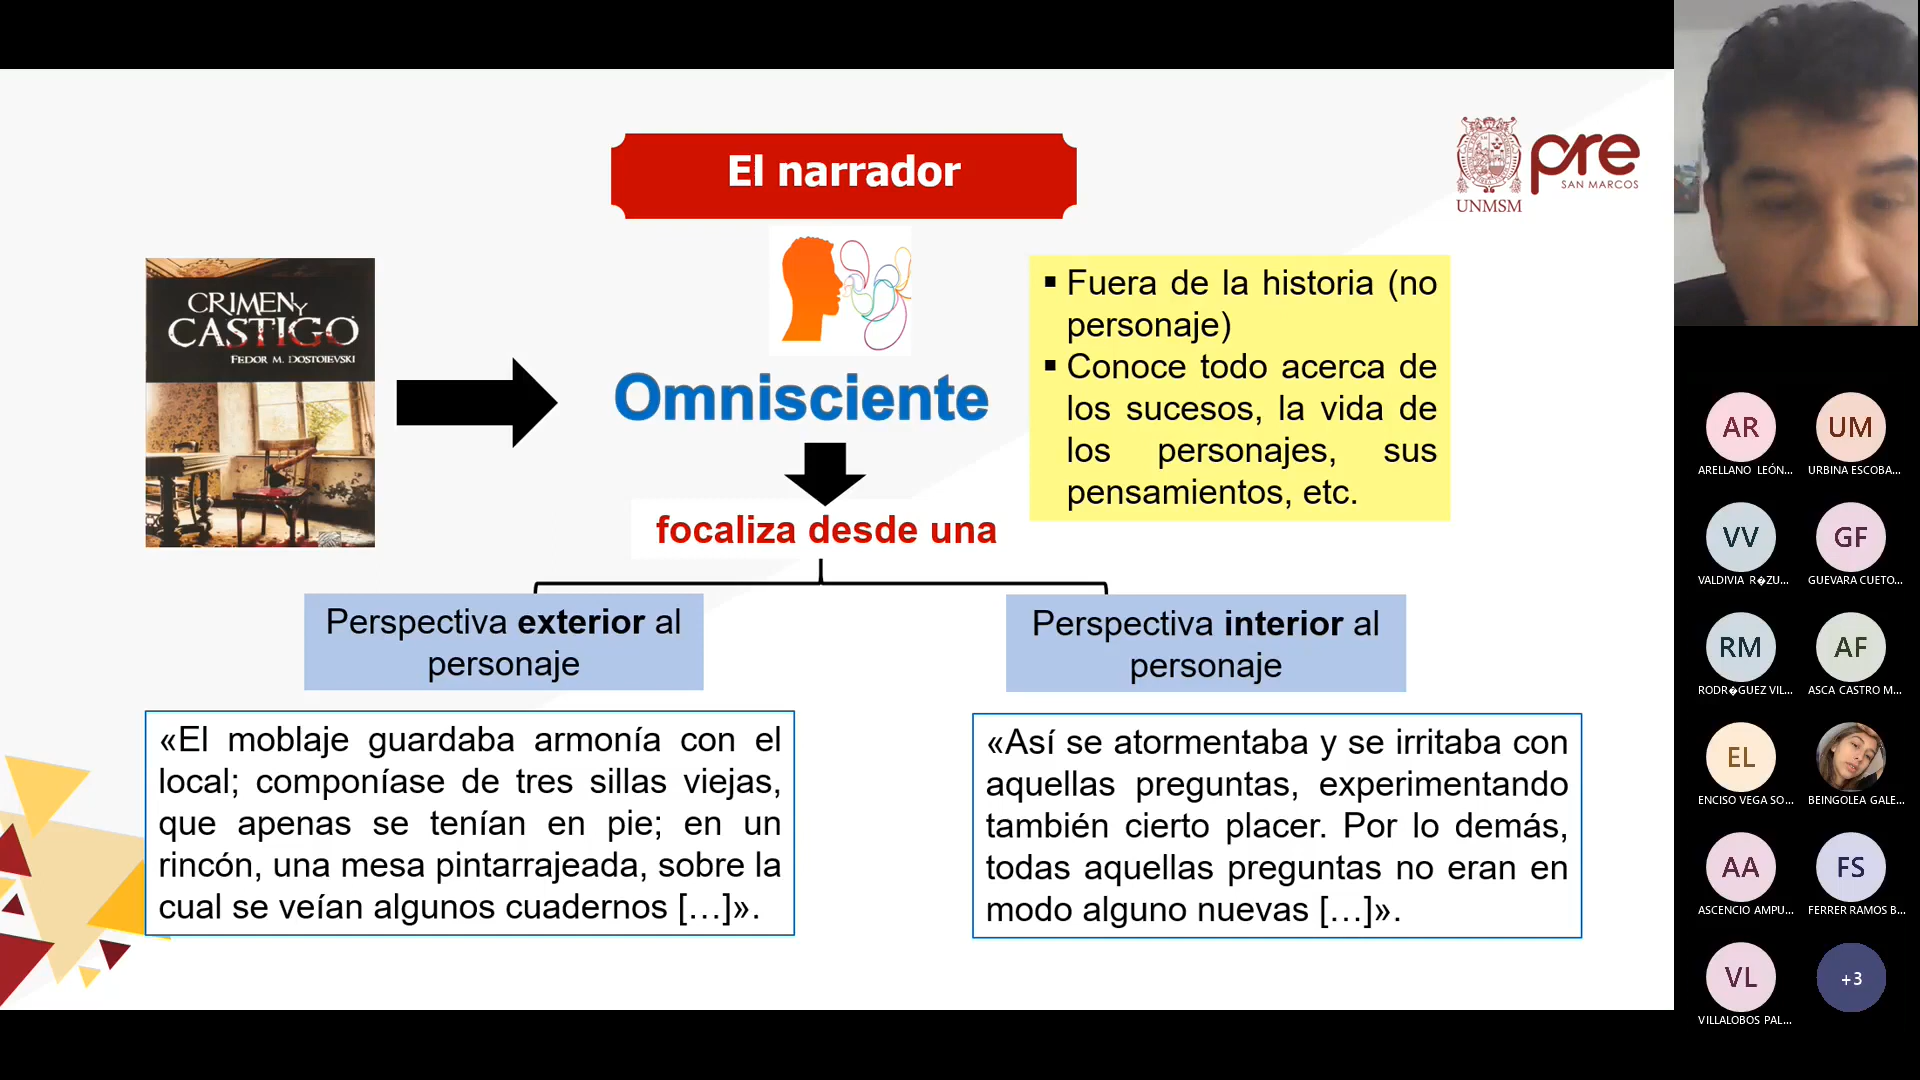 El narrador
UNMSM
pre
SAN MARCOS
CRIMEN Y
CASTIGO
FEDOR M. DOSTOIEVSKI
Omnisciente
▪ Fuera de la historia (no
personaje)
▪ Conoce todo acerca de
los sucesos, la vida de
los personajes, sus
pensamientos, etc.
focaliza desde una
Perspectiva exterior al
personaje
Perspectiva interior al
personaje
«El moblaje guardaba armonía con el
local; componíase de tres sillas viejas,
que apenas se tenían en pie; en un
rincón, una mesa pintarrajeada, sobre la
cual se veían algunos cuadernos […]».
«Así se atormentaba y se irritaba con
aquellas preguntas, experimentando
también cierto placer. Por lo demás,
todas aquellas preguntas no eran en
modo alguno nuevas […]».
AR
ARELLANO LEÓN...
UM
URBINA ESCOBA...
VV
VALDIVIA R�ZU...
GF
GUEVARA CUETO...
RM
RODR�GUEZ VIL...
AF
ASCA CASTRO M...
EL
ENCISO VEGA SO...
BEINGOLEA GALE...
AA
ASCENCIO AMPU...
FS
FERRER RAMOS B...
VL
VILLALOBOS PAL...
+3